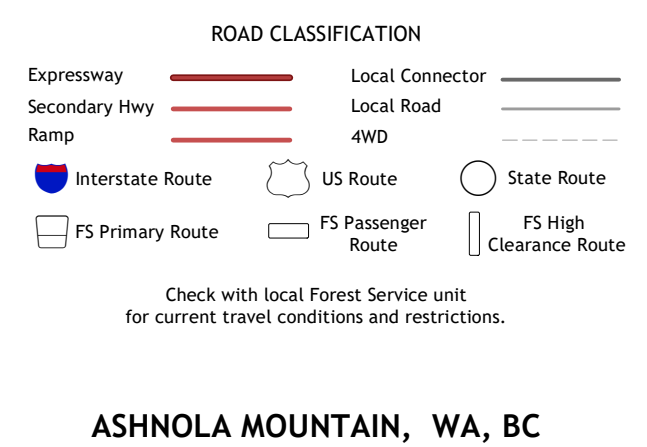 ROAD CLASSIFICATION
Expressway
Local Connector
Secondary Hwy
Local Road
Ramp
4WD
Interstate Route
US Route
State Route
FS Primary Route
FS Passenger
Route
FS High
Clearance Route
Check with local Forest Service unit
for current travel conditions and restrictions.
ASHNOLA MOUNTAIN, WA, BC